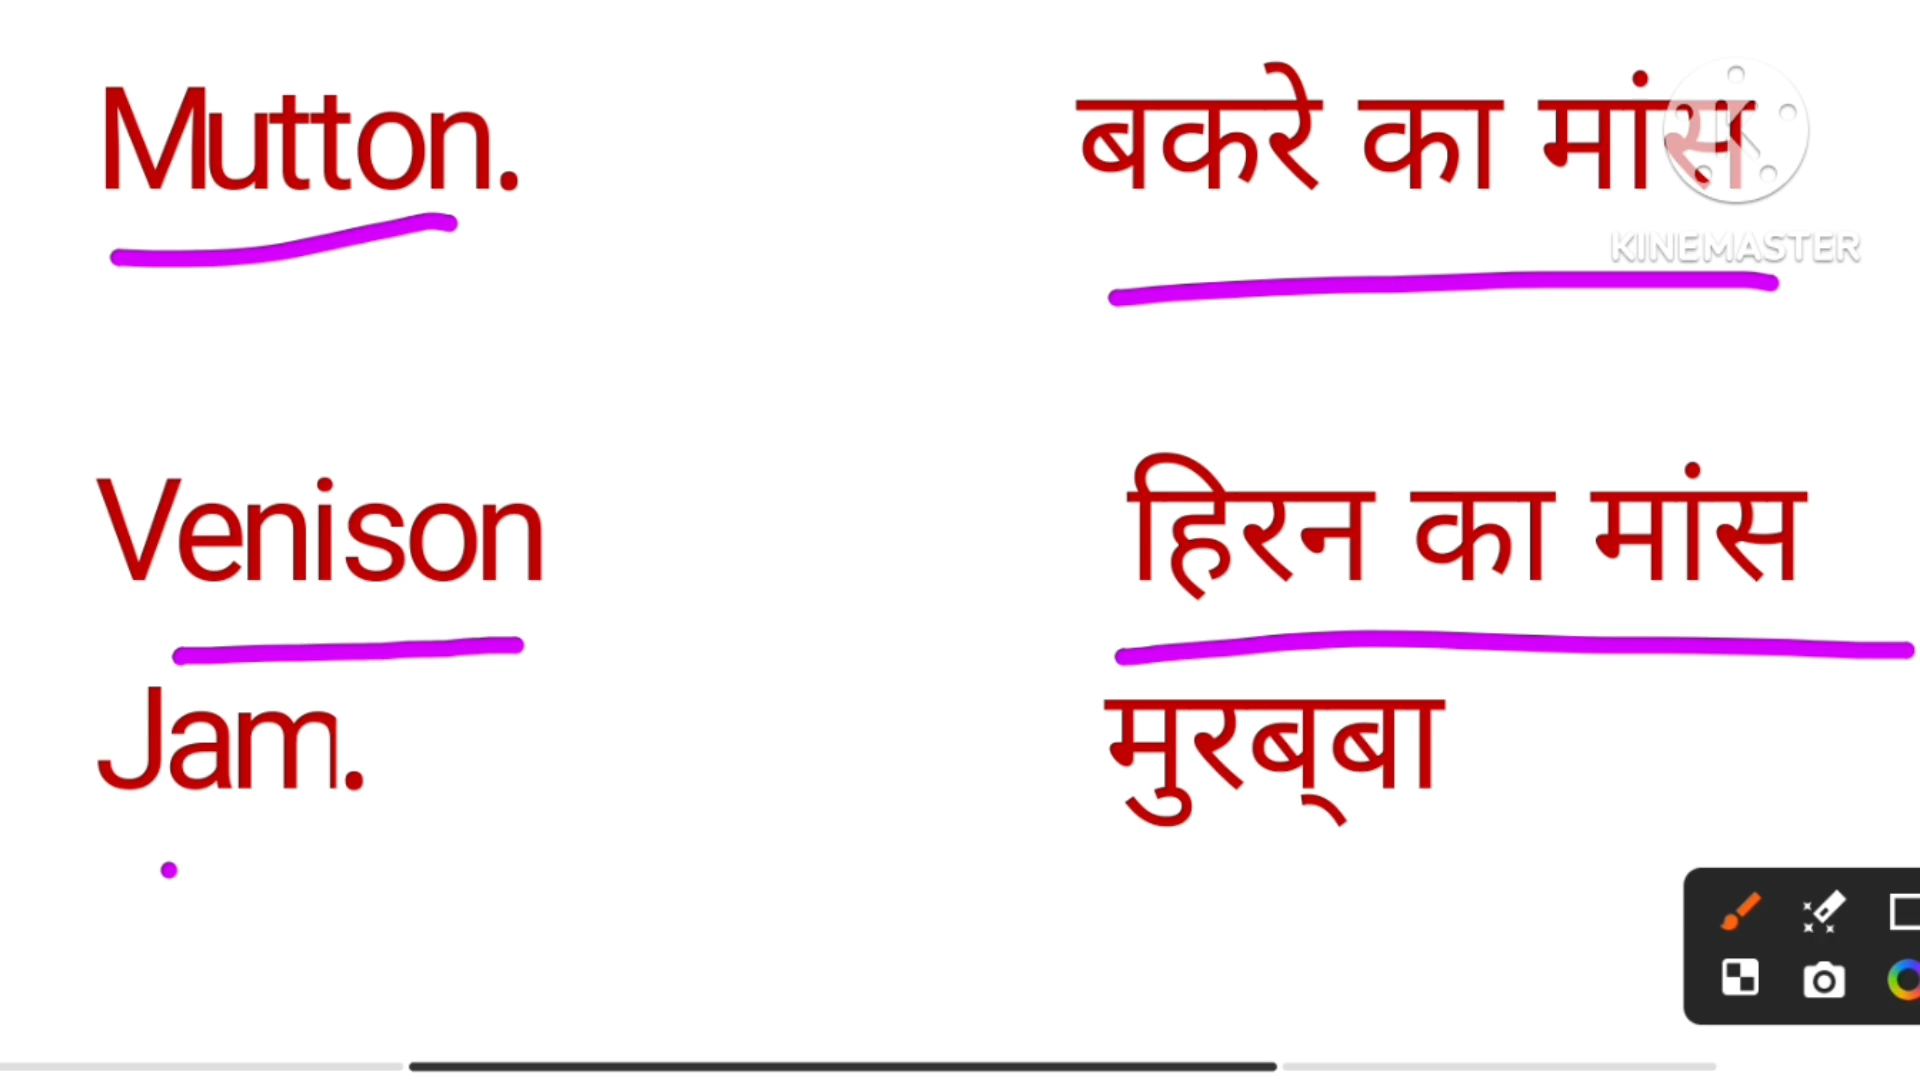 Mutton. बकरे का मांस
KINEMASTER
Venison हिरन का मांस
Jam. मुरब्‌बा